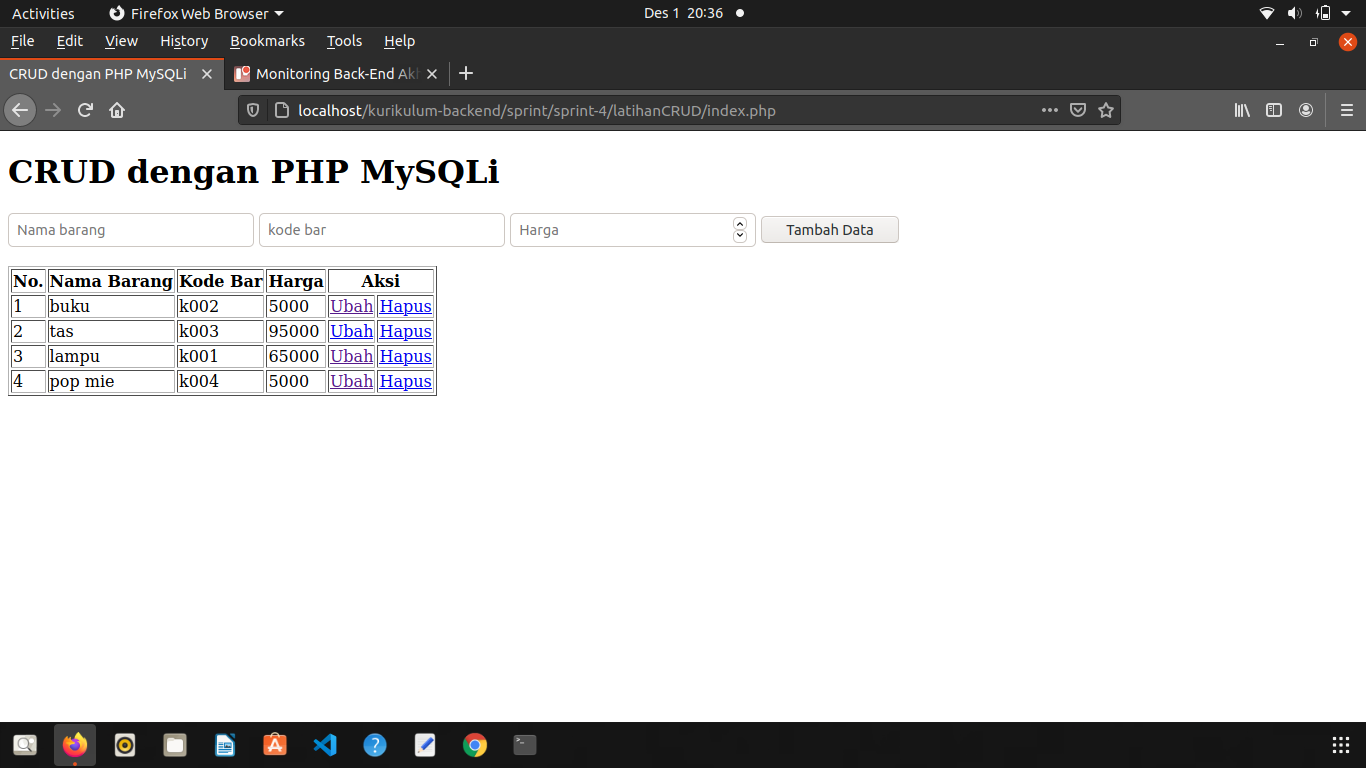 Activities Firefox Web Browser Des 1 20:36
File Edit View History Bookmarks Tools Help
CRUD dengan PHP MySQLi Monitoring Back-End Ak
localhost/kurikulum-backend/sprint/sprint-4/latihanCRUD/index.php
CRUD dengan PHP MySQLi
Nama barang kode bar Harga Tambah Data
No. Nama Barang Kode Bar Harga Aksi
1 buku k002 5000 Ubah Hapus
2 tas k003 95000 Ubah Hapus
3 lampu k001 65000 Ubah Hapus
4 pop mie k004 5000 Ubah Hapus